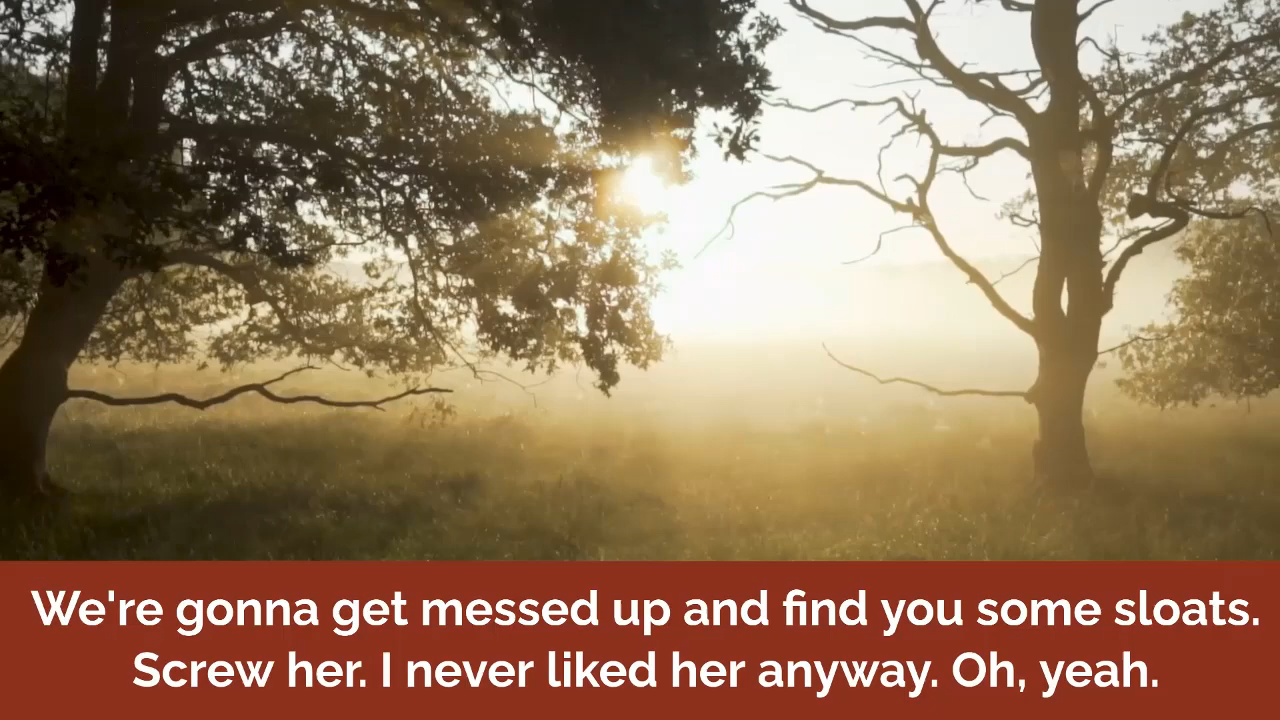 We're gonna get messed up and find you some sloats.
Screw her. I never liked her anyway. Oh, yeah.